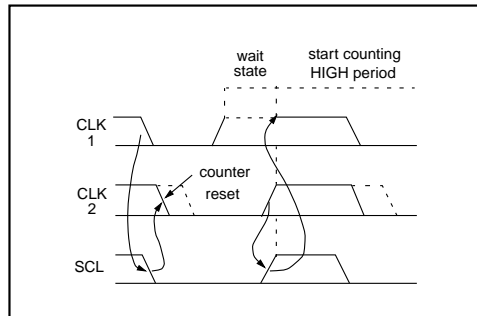 wait
state
start counting
HIGH period
CLK
1
counter
reset
CLK
2
SCL